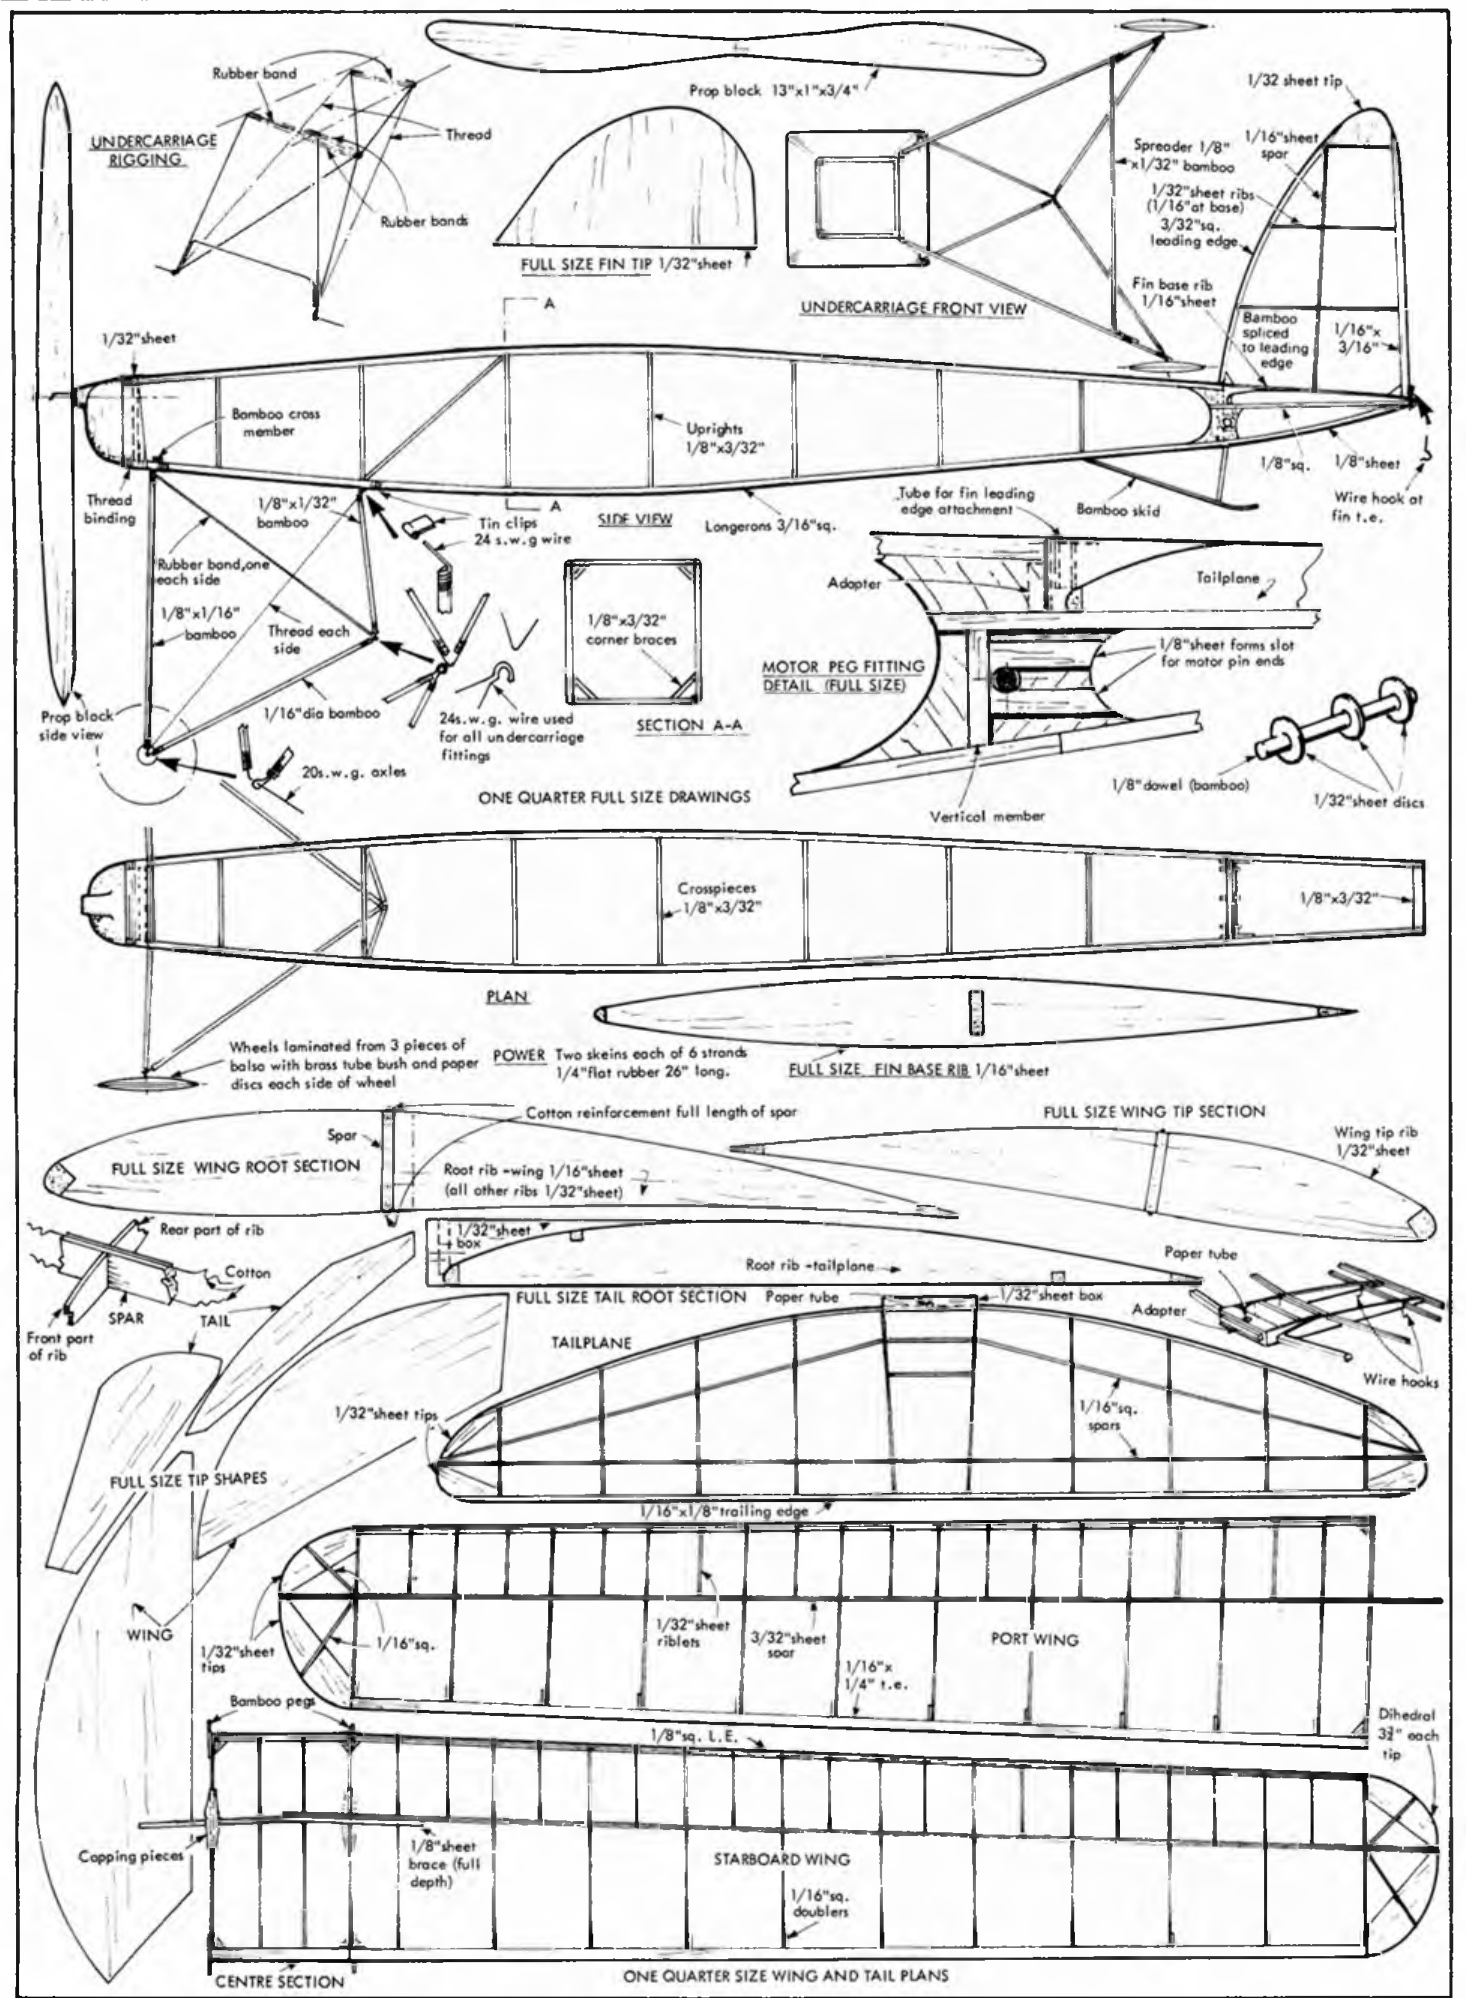 Rubber band
UNDERCARRIAGE
RIGGING
Thread
Rubber bands
Prop block 13"x1"x3/4"
FULL SIZE FIN TIP 1/32"sheet
UNDERCARRIAGE FRONT VIEW
1/32 sheet tip
Spreader 1/8"
x1/32" bamboo
1/16"sheet
spar
1/32"sheet ribs
(1/16"at base)
3/32"sq.
leading edge
Fin base rib
1/16"sheet
Bamboo
spliced
to leading
edge
1/16"x
3/16"
A
1/32"sheet
Bamboo cross
member
Uprights
1/8"x3/32"
Thread
binding
1/8"x1/32"
bamboo
Tin clips
24 s.w.g wire
A
SIDE VIEW
Longerons 3/16"sq.
Tube for fin leading
edge attachment
Bamboo skid
1/8"sq.
1/8"sheet
Wire hook at
fin t.e.
Rubber band,one
each side
1/8"x1/16"
bamboo
Thread each
side
1/16"dia bamboo
24s.w.g. wire used
for all undercarriage
fittings
1/8"x3/32"
corner braces
SECTION A-A
Adapter
Tailplane
MOTOR PEG FITTING
DETAIL (FULL SIZE)
1/8"sheet forms slot
for motor pin ends
Prop block
side view
20s.w.g. axles
ONE QUARTER FULL SIZE DRAWINGS
Vertical member
1/8"dowel (bamboo)
1/32"sheet discs
Crosspieces
1/8"x3/32"
1/8"x3/32"
PLAN
Wheels laminated from 3 pieces of
balsa with brass tube bush and paper
discs each side of wheel
POWER Two skeins each of 6 strands
1/4"flat rubber 26" long.
FULL SIZE FIN BASE RIB 1/16"sheet
Cotton reinforcement full length of spar
FULL SIZE WING TIP SECTION
Spar
FULL SIZE WING ROOT SECTION
Root rib -wing 1/16"sheet
(all other ribs 1/32"sheet)
Wing tip rib
1/32"sheet
Rear part of rib
Cotton
SPAR
Front part
of rib
TAIL
1/32"sheet
box
Root rib -tailplane
Paper tube
FULL SIZE TAIL ROOT SECTION
Paper tube
1/32"sheet box
Adapter
Wire hooks
TAILPLANE
1/32"sheet tips
1/16"sq.
spars
FULL SIZE TIP SHAPES
1/16"x1/8"trailing edge
WING
1/32"sheet
tips
1/16"sq.
1/32"sheet
riblets
3/32"sheet
spar
PORT WING
1/16"x
1/4" t.e.
Bamboo pegs
1/8"sq. L.E.
Dihedral
3¾" each
tip
Capping pieces
1/8"sheet
brace (full
depth)
STARBOARD WING
1/16"sq.
doublers
CENTRE SECTION
ONE QUARTER SIZE WING AND TAIL PLANS